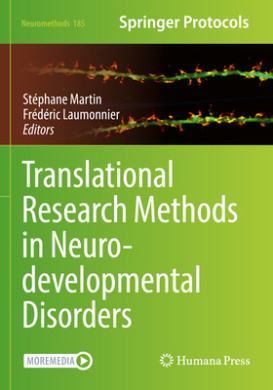 Neuromethods 185
Springer Protocols
Stéphane Martin
Frédéric Laumonnier
Editors
Translational
Research Methods
in Neuro-
developmental
Disorders
MOREMEDIA
Humana Press